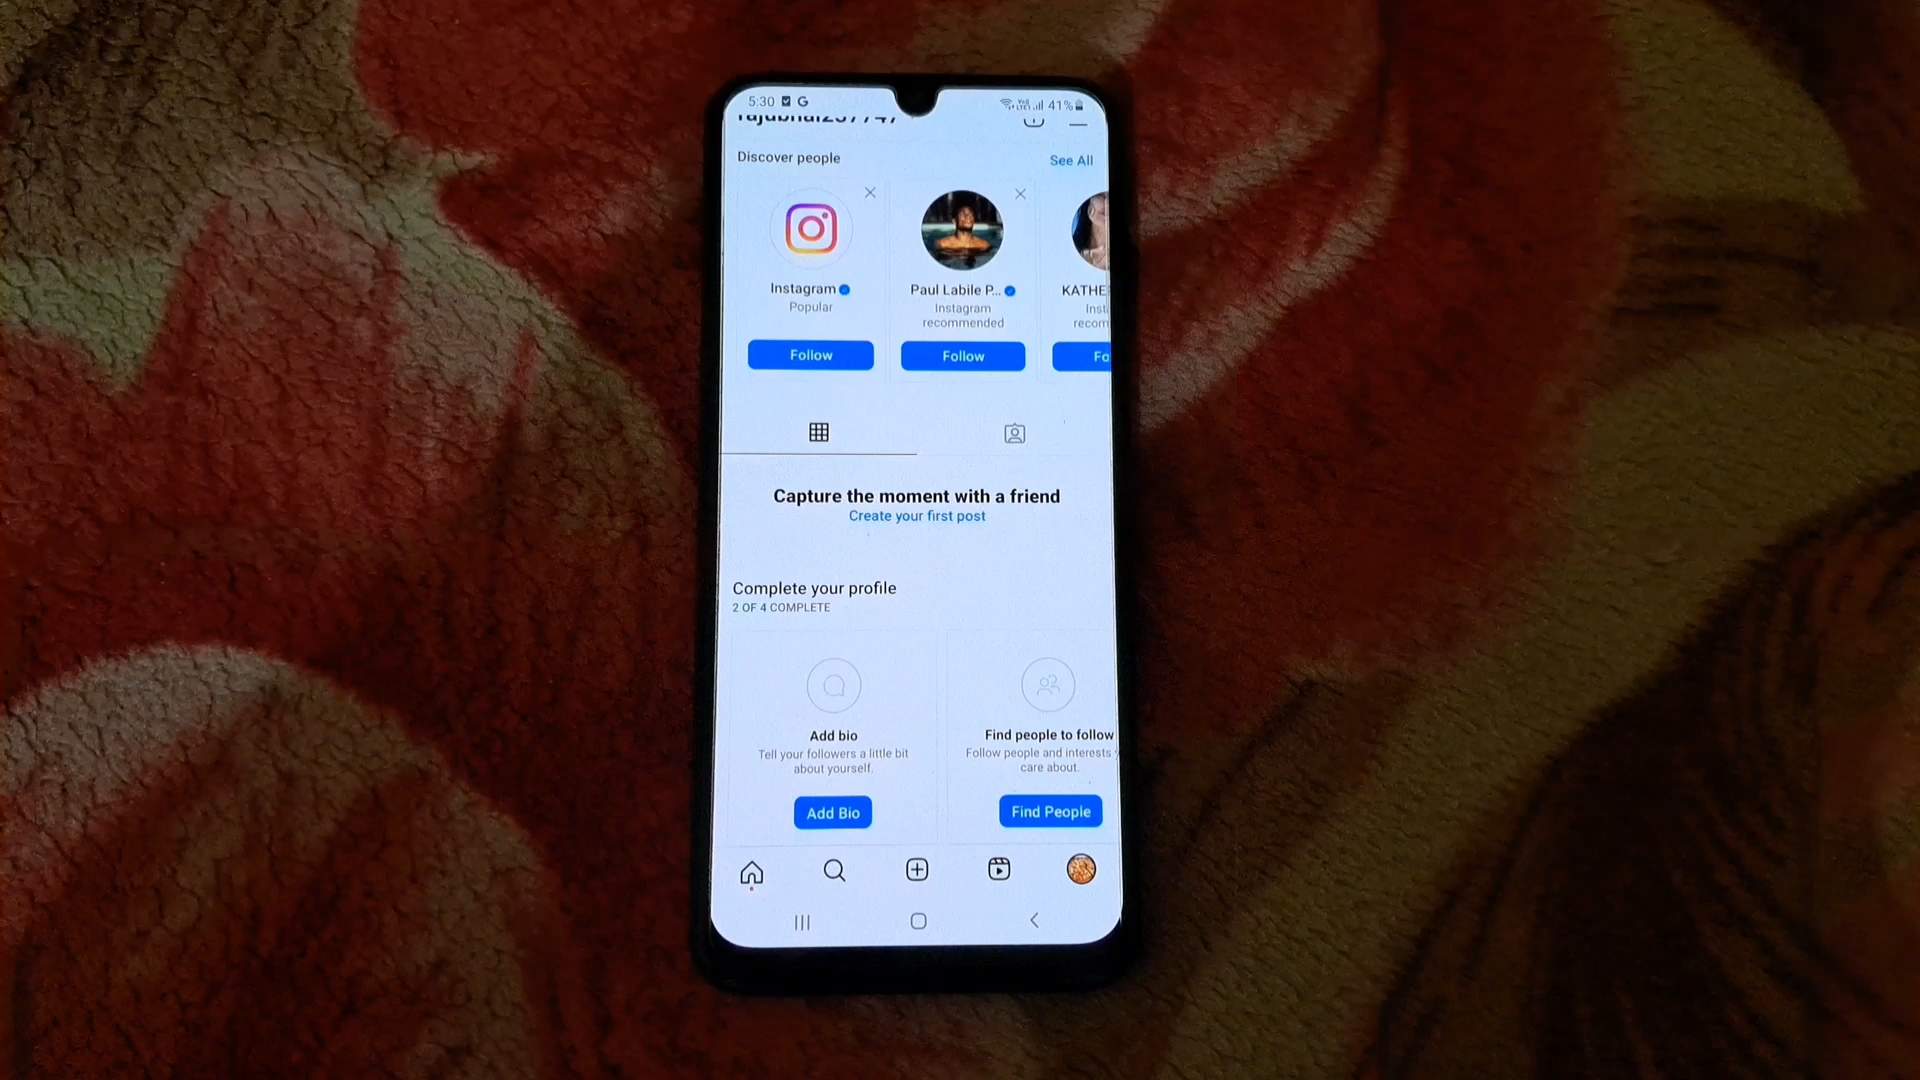 5:30 G 41%
Discover people See All
Instagram Paul Labile P... KATHE
Popular Instagram recommended Inst recom
Follow Follow Fo
Capture the moment with a friend
Create your first post
Complete your profile
2 OF 4 COMPLETE
Add bio Find people to follow
Tell your followers a little bit Follow people and interests
about yourself. care about.
Add Bio Find People